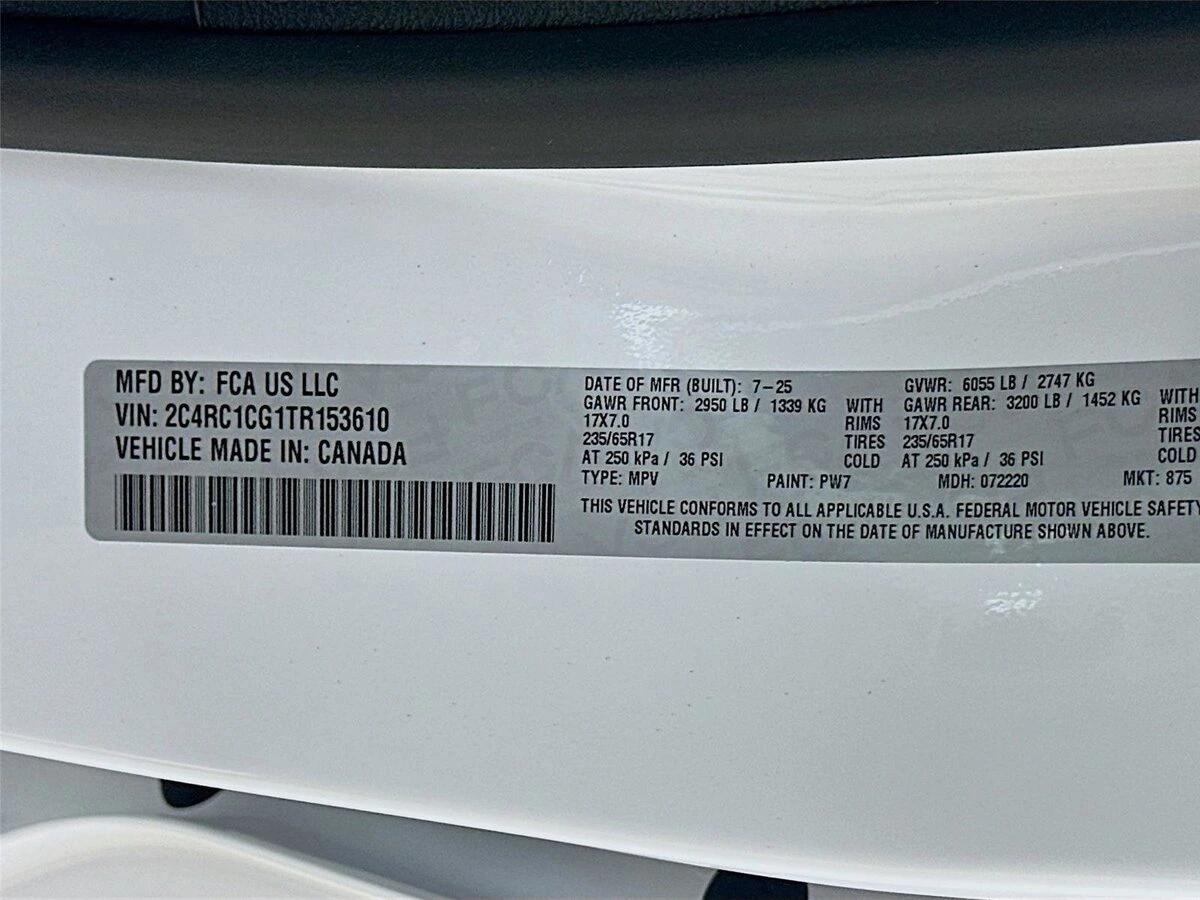 MFD BY: FCA US LLC
VIN: 2C4RC1CG1TR153610
VEHICLE MADE IN: CANADA
DATE OF MFR (BUILT): 7-25 GVWR: 6055 LB / 2747 KG
GAWR FRONT: 2950 LB / 1339 KG WITH GAWR REAR: 3200 LB / 1452 KG WITH
17X7.0 RIMS 17X7.0 RIMS
235/65R17 TIRES 235/65R17 TIRES
AT 250 kPa / 36 PSI COLD AT 250 kPa / 36 PSI COLD
TYPE: MPV PAINT: PW7 MDH: 072220 MKT: 875
THIS VEHICLE CONFORMS TO ALL APPLICABLE U.S.A. FEDERAL MOTOR VEHICLE SAFETY
STANDARDS IN EFFECT ON THE DATE OF MANUFACTURE SHOWN ABOVE.